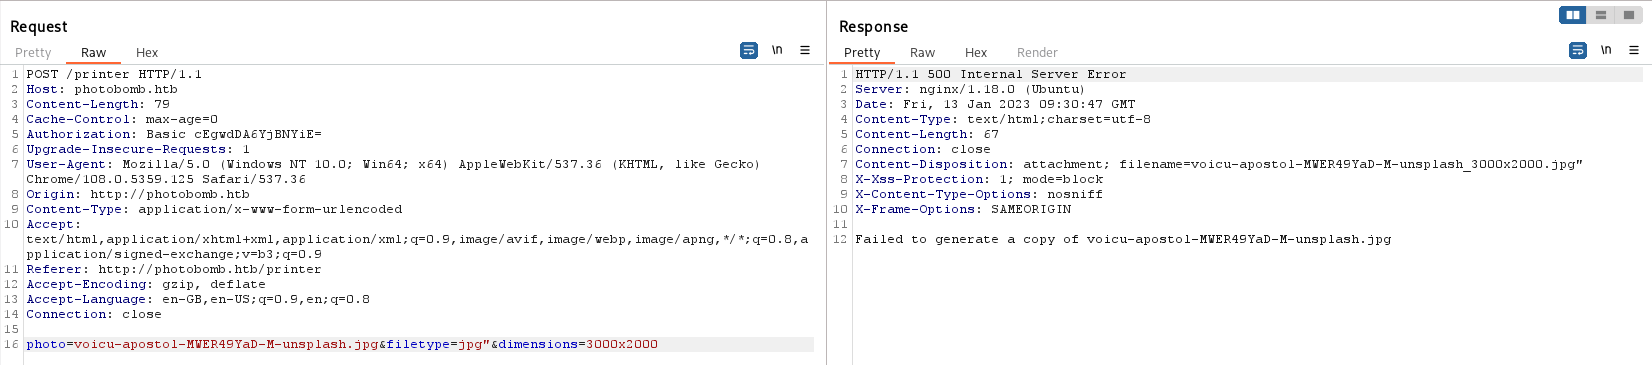 Request
Pretty Raw Hex \n
1 POST /printer HTTP/1.1
2 Host: photobomb.htb
3 Content-Length: 79
4 Cache-Control: max-age=0
5 Authorization: Basic cEgwdDA6YjBNYiE=
6 Upgrade-Insecure-Requests: 1
7 User-Agent: Mozilla/5.0 (Windows NT 10.0; Win64; x64) AppleWebKit/537.36 (KHTML, like Gecko)
Chrome/108.0.5359.125 Safari/537.36
8 Origin: http://photobomb.htb
9 Content-Type: application/x-www-form-urlencoded
10 Accept:
text/html,application/xhtml+xml,application/xml;q=0.9,image/avif,image/webp,image/apng,*/*;q=0.8,a
pplication/signed-exchange;v=b3;q=0.9
11 Referer: http://photobomb.htb/printer
12 Accept-Encoding: gzip, deflate
13 Accept-Language: en-GB,en-US;q=0.9,en;q=0.8
14 Connection: close
15
16 photo=voicu-apostol-MWER49YaD-M-unsplash.jpg&filetype=jpg"&dimensions=3000x2000
Response
Pretty Raw Hex Render \n
1 HTTP/1.1 500 Internal Server Error
2 Server: nginx/1.18.0 (Ubuntu)
3 Date: Fri, 13 Jan 2023 09:30:47 GMT
4 Content-Type: text/html;charset=utf-8
5 Content-Length: 67
6 Connection: close
7 Content-Disposition: attachment; filename=voicu-apostol-MWER49YaD-M-unsplash_3000x2000.jpg"
8 X-Xss-Protection: 1; mode=block
9 X-Content-Type-Options: nosniff
10 X-Frame-Options: SAMEORIGIN
11
12 Failed to generate a copy of voicu-apostol-MWER49YaD-M-unsplash.jpg